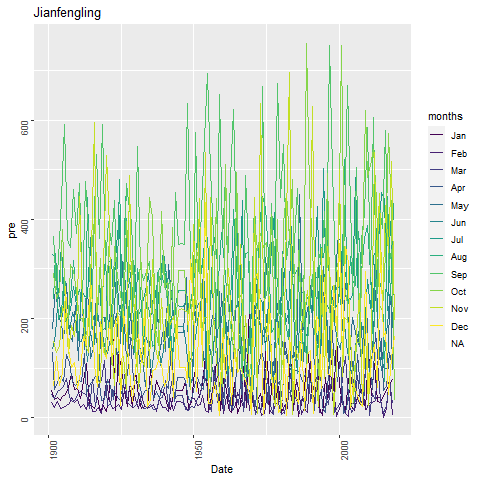 Jianfengling
pre
600
400
200
0
1900
1950
2000
Date
months
Jan
Feb
Mar
Apr
May
Jun
Jul
Aug
Sep
Oct
Nov
Dec
NA